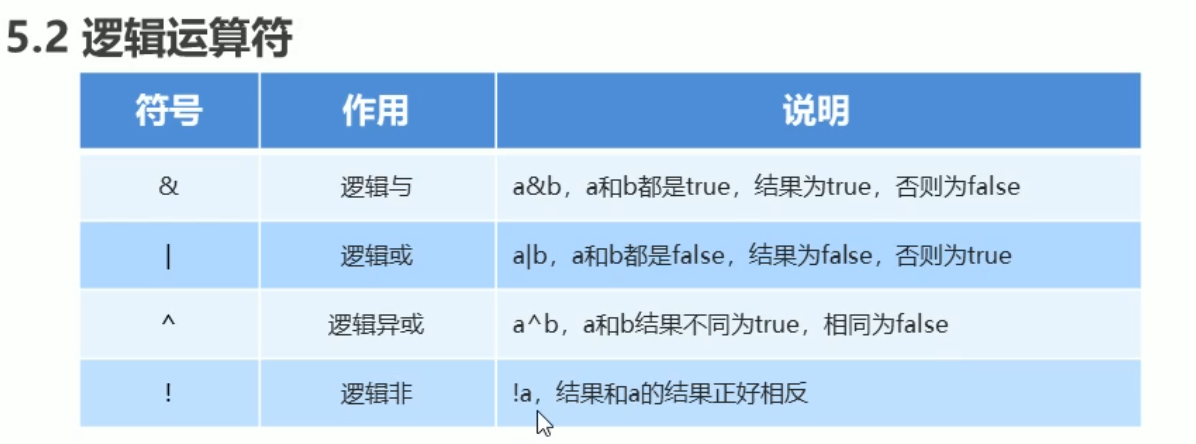 5.2 逻辑运算符
符号 作用 说明
& 逻辑与 a&b，a和b都是true，结果为true，否则为false
| 逻辑或 a|b，a和b都是false，结果为false，否则为true
^ 逻辑异或 a^b，a和b结果不同为true，相同为false
! 逻辑非 !a，结果和a的结果正好相反